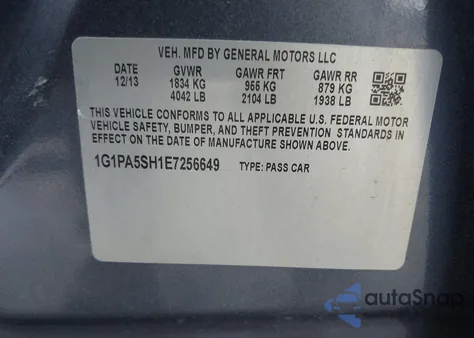 VEH. MFD BY GENERAL MOTORS LLC
DATE GVWR GAWR FRT GAWR RR
12/13 1834 KG 955 KG 879 KG
4042 LB 2104 LB 1938 LB
THIS VEHICLE CONFORMS TO ALL APPLICABLE U.S. FEDERAL MOTOR
VEHICLE SAFETY, BUMPER, AND THEFT PREVENTION STANDARDS IN
EFFECT ON THE DATE OF MANUFACTURE SHOWN ABOVE.
1G1PA5SH1E7256649 TYPE: PASS CAR
autoSnap